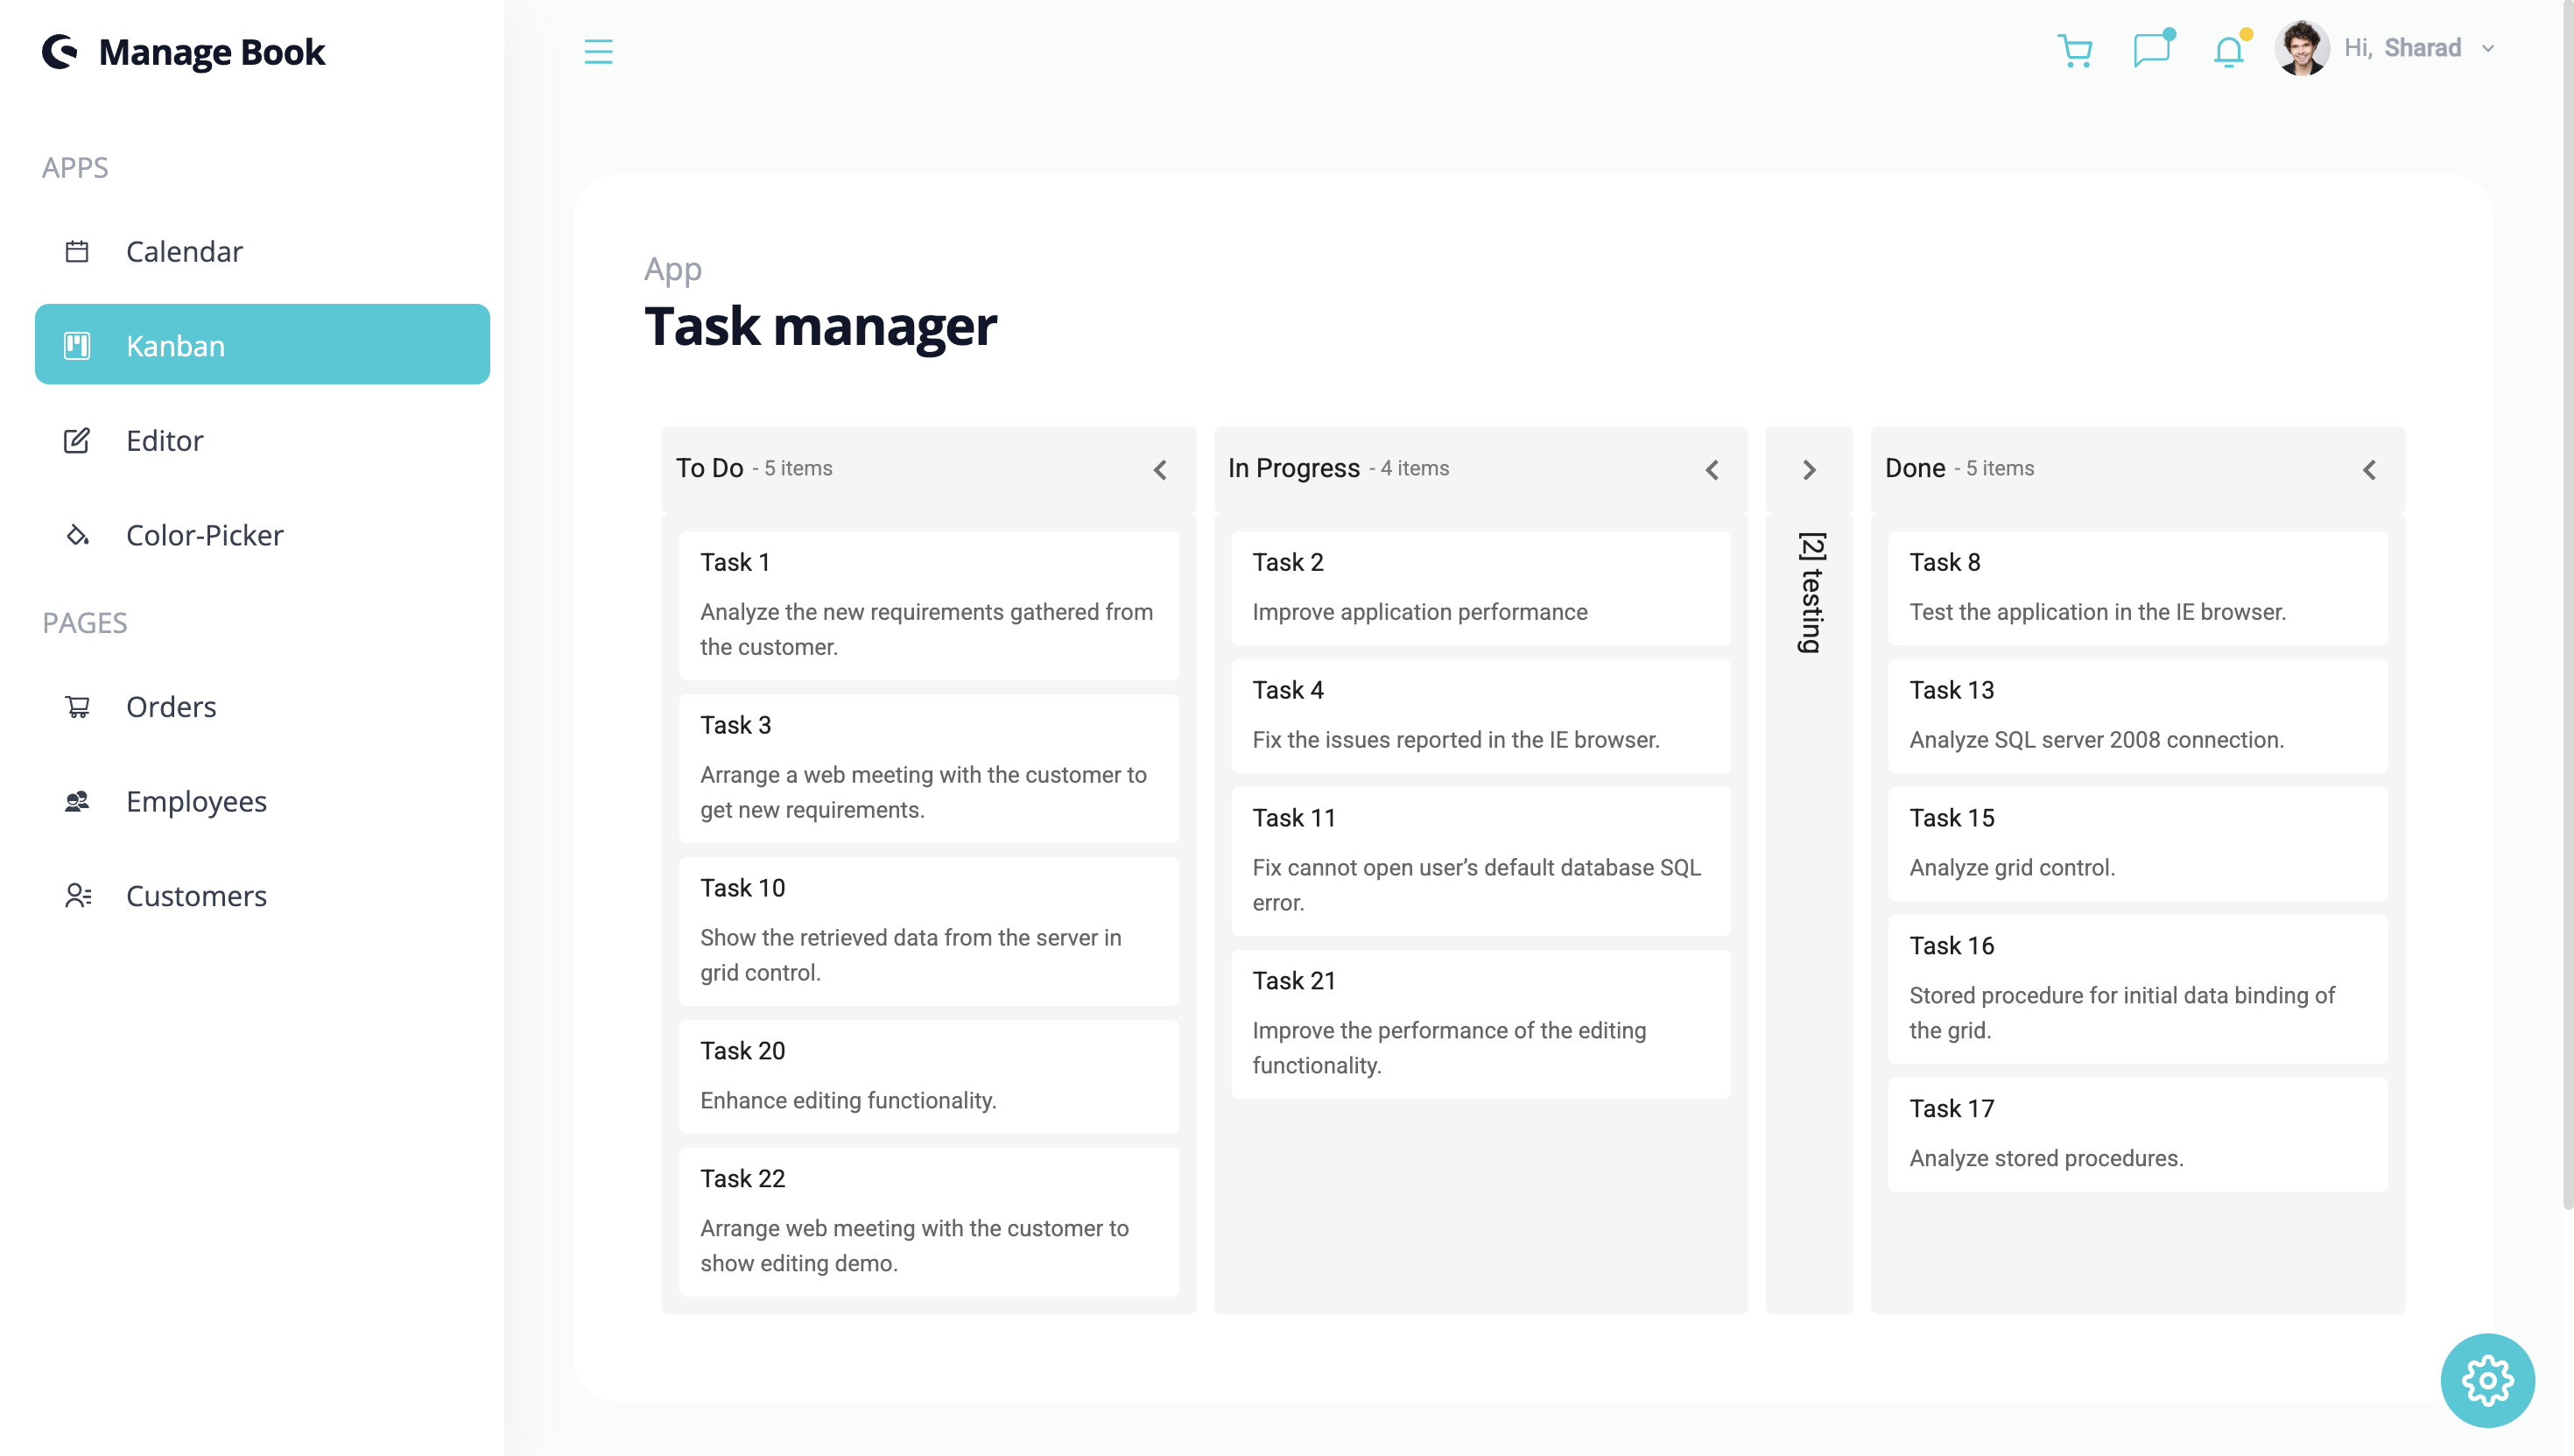 Manage Book
Hi, Sharad
APPS
Calendar
Kanban
Editor
Color-Picker
PAGES
Orders
Employees
Customers
App
Task manager
To Do - 5 items
Task 1
Analyze the new requirements gathered from
the customer.
Task 3
Arrange a web meeting with the customer to
get new requirements.
Task 10
Show the retrieved data from the server in
grid control.
Task 20
Enhance editing functionality.
Task 22
Arrange web meeting with the customer to
show editing demo.
In Progress - 4 items
Task 2
Improve application performance
Task 4
Fix the issues reported in the IE browser.
Task 11
Fix cannot open user’s default database SQL
error.
Task 21
Improve the performance of the editing
functionality.
[2] testing
Done - 5 items
Task 8
Test the application in the IE browser.
Task 13
Analyze SQL server 2008 connection.
Task 15
Analyze grid control.
Task 16
Stored procedure for initial data binding of
the grid.
Task 17
Analyze stored procedures.